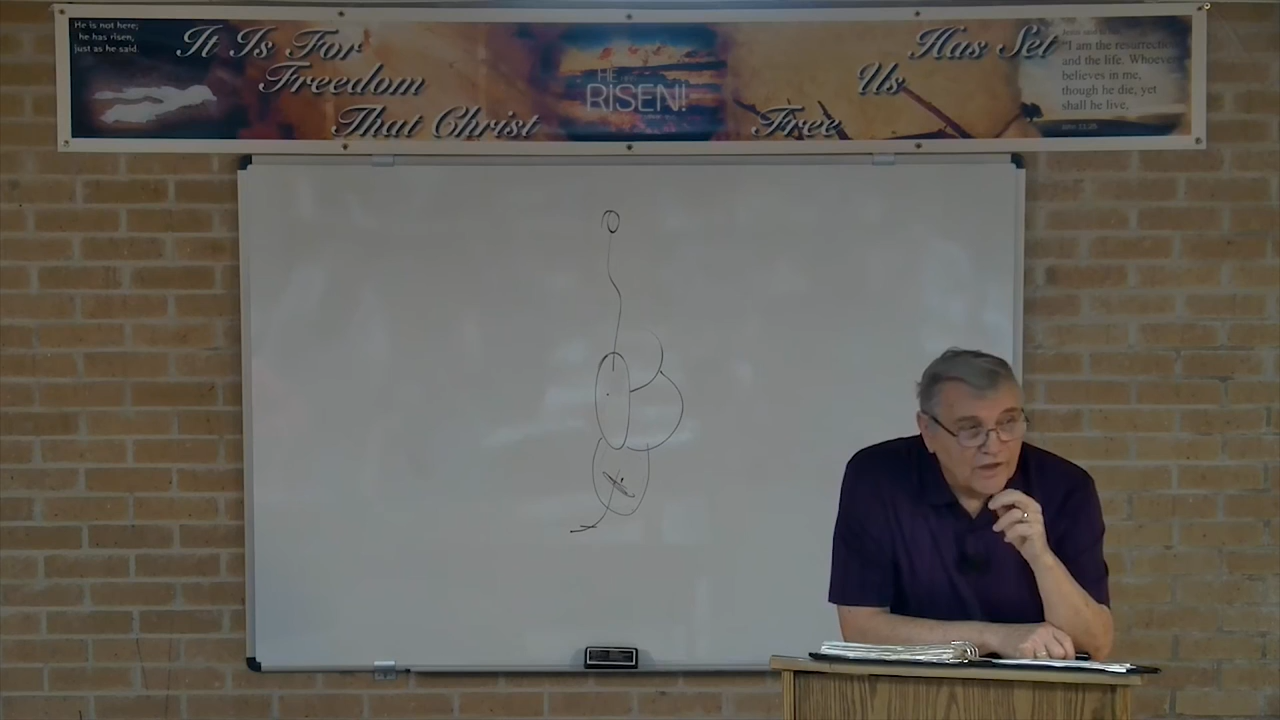 He is not here;
he has risen,
just as he said.
It Is For
Freedom
That Christ
HE
RISEN!
Has Set
Us
Free
"I am the resurrection
and the life. Whoever
believes in me,
though he die, yet
shall he live,